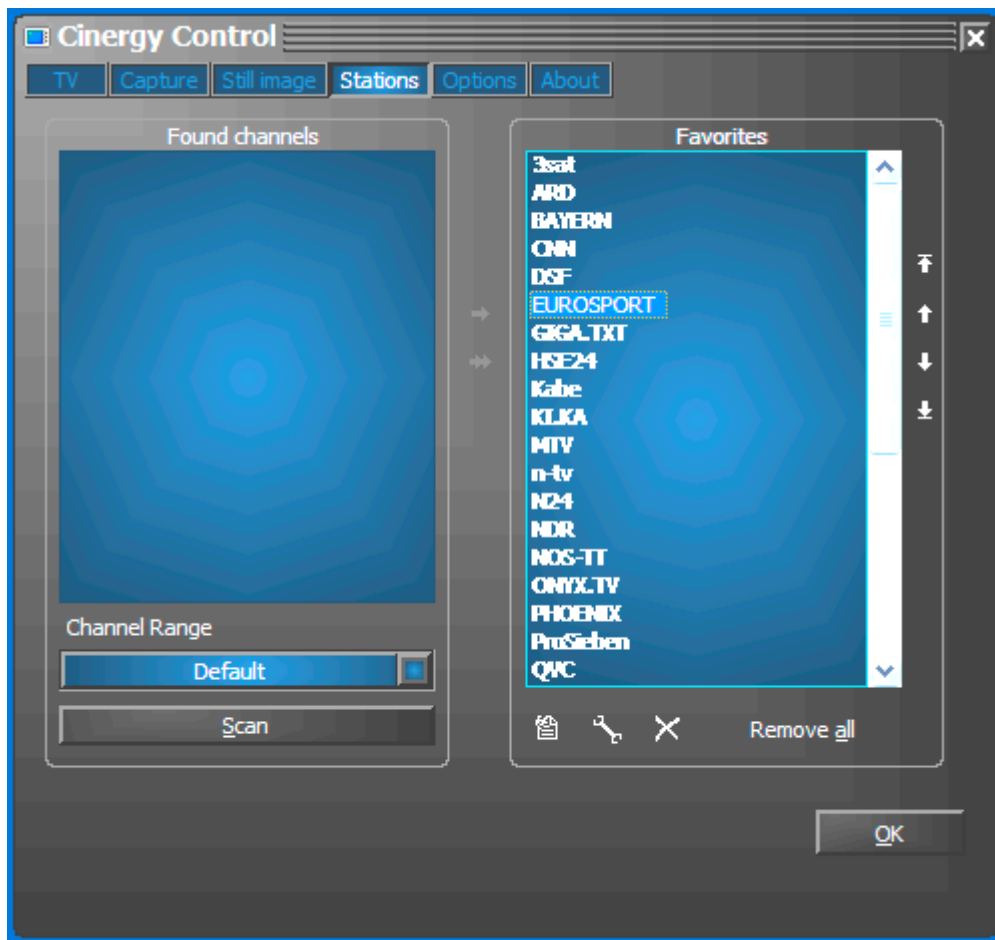 Cinergy Control
TV Capture Still image Stations Options About
Found channels
Channel Range
Default
Scan
Favorites
3sat
ARD
BAYERN
CNN
DSF
EUROSPORT
GIGA.TXT
HSE24
Kabe
KI.KA
MTV
n-tv
N24
NDR
NOS-TT
ONYX.TV
PHOENIX
ProSieben
QVC
Remove all
OK